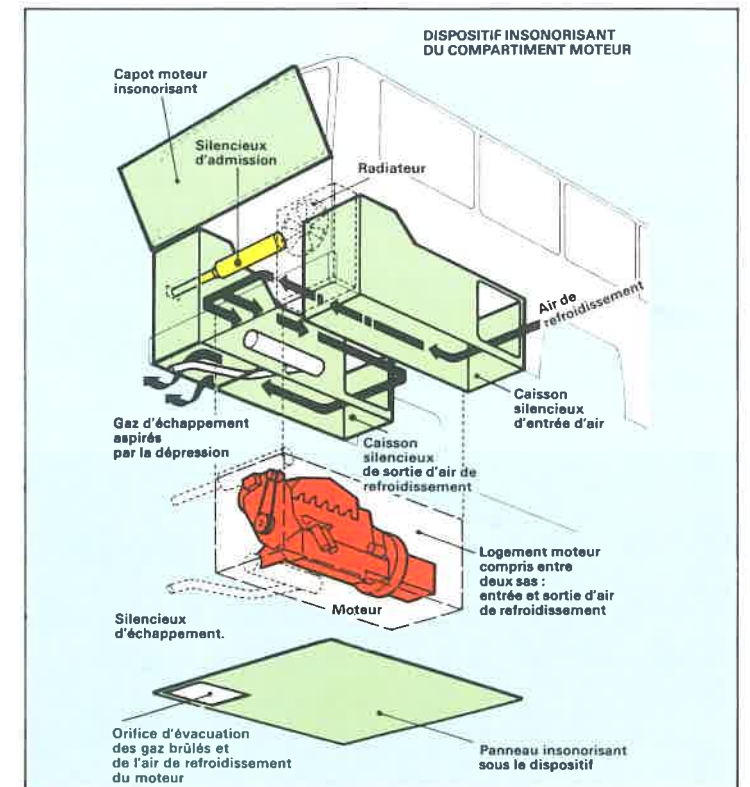 DISPOSITIF INSONORISANT
DU COMPARTIMENT MOTEUR
Capot moteur
insonorisant
Silencieux
d'admission
Radiateur
Air de
refroidissement
Gaz d'échappement
aspirés
par la dépression
Caisson
silencieux
d'entrée d'air
Caisson
silencieux
de sortie d'air de
refroidissement
Logement moteur
compris entre
deux sas :
entrée et sortie d'air
de refroidissement
Moteur
Silencieux
d'échappement.
Orifice d'évacuation
des gaz brûlés et
de l'air de refroidissement
du moteur
Panneau insonorisant
sous le dispositif